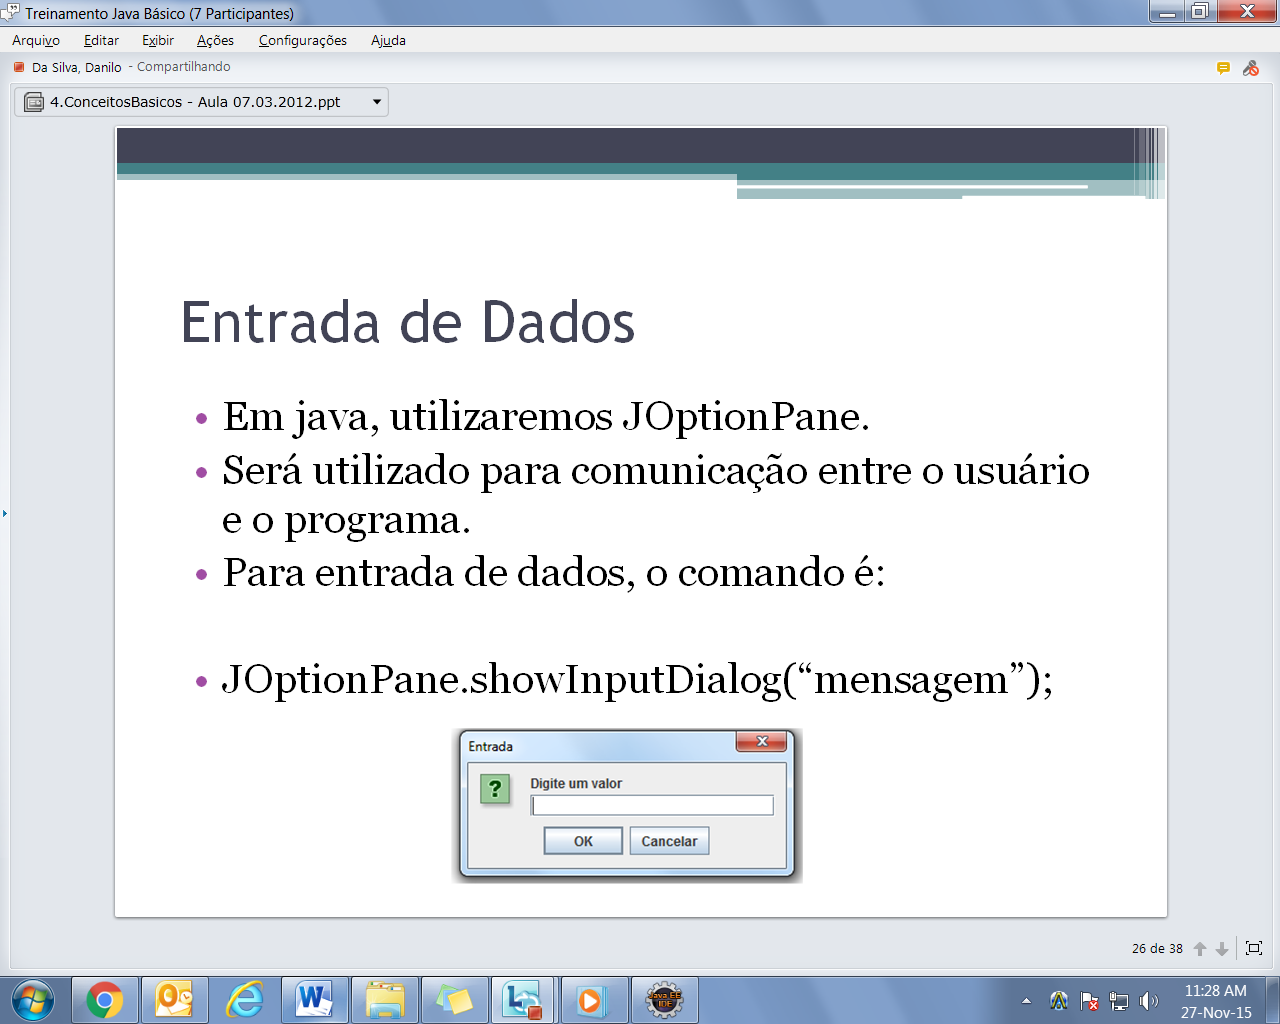 Treinamento Java Básico (7 Participantes)
Arquivo Editar Exibir Ações Configurações Ajuda
Da Silva, Danilo - Compartilhando
4.ConceitosBasicos - Aula 07.03.2012.ppt
Entrada de Dados
• Em java, utilizaremos JOptionPane.
• Será utilizado para comunicação entre o usuário
e o programa.
• Para entrada de dados, o comando é:
• JOptionPane.showInputDialog(“mensagem”);
Entrada
? Digite um valor
OK Cancelar
26 de 38
Java EE
IDE
11:28 AM
27-Nov-15